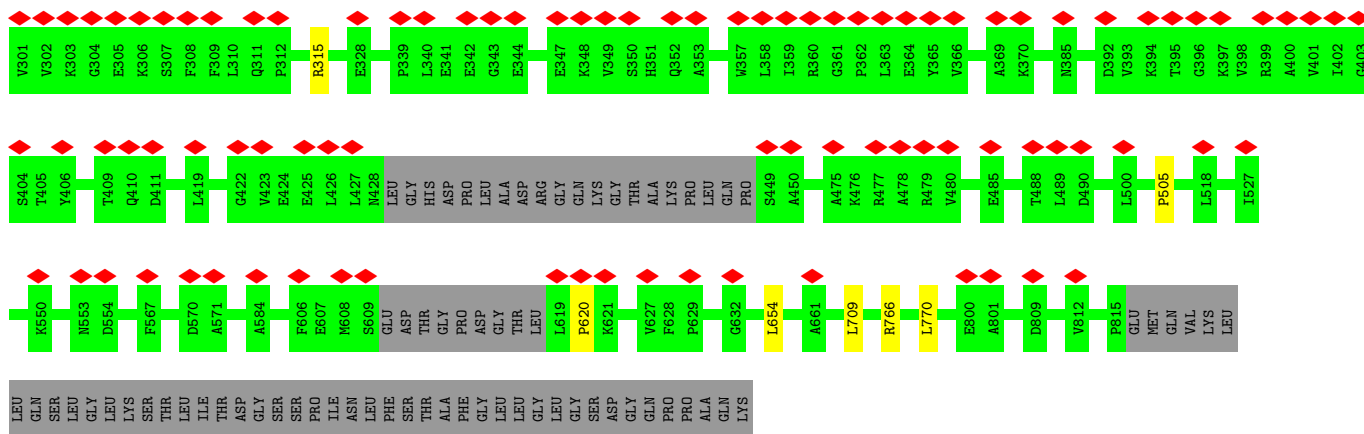 V301 V302 K303 G304 E305 K306 S307 F308 F309 L310 Q311 P312 R315 E328 P339 L340 E341 E342 G343 E344 E347 K348 V349 S350 H351 Q352 A353 W357 L358 I359 R360 G361 P362 L363 E364 Y365 V366 A369 K370 N385 D392 V393 K394 T395 G396 K397 V398 R399 A400 V401 I402 G403
S404 T405 Y406 T409 Q410 D411 L419 G422 V423 E424 E425 L426 L427 N428 LEU GLY HIS ASP PRO LEU ALA ASP ARG GLY GLN LYS GLY THR ALA LYS PRO LEU GLN PRO S449 A450 A475 K476 R477 A478 R479 V480 E485 T488 L489 D490 L500 P505 L518 I527
K550 N553 D554 F567 D570 A571 A584 F606 E607 M608 S609 GLU ASP THR GLY PRO ASP GLY THR LEU L619 P620 K621 V627 F628 P629 G632 L654 A661 L709 R766 L770 E800 A801 D809 V812 P815 GLU MET GLN VAL LYS LEU
LEU GLN SER LEU GLY LEU LYS SER THR LEU ILE THR ASP GLY SER SER PRO ILE ASN LEU PHE SER THR ALA PHE GLY LEU LEU GLY LEU GLY SER ASP GLY GLN PRO PRO ALA GLN LYS